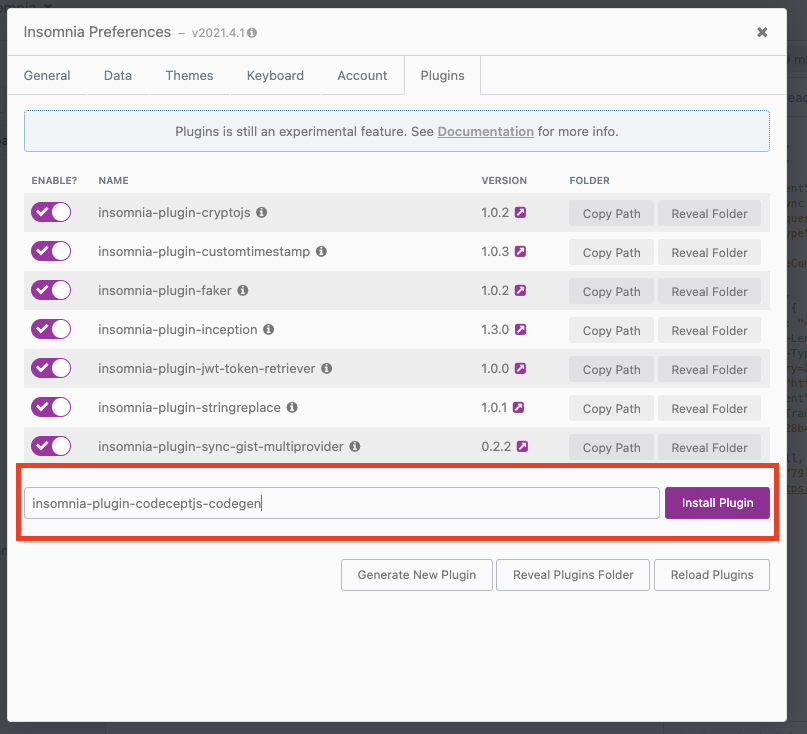 Insomnia Preferences – v2021.4.1
General Data Themes Keyboard Account Plugins
Plugins is still an experimental feature. See Documentation for more info.
ENABLE? NAME VERSION FOLDER
insomnia-plugin-cryptojs 1.0.2 Copy Path Reveal Folder
insomnia-plugin-customtimestamp 1.0.3 Copy Path Reveal Folder
insomnia-plugin-faker 1.0.2 Copy Path Reveal Folder
insomnia-plugin-inception 1.3.0 Copy Path Reveal Folder
insomnia-plugin-jwt-token-retriever 1.0.0 Copy Path Reveal Folder
insomnia-plugin-stringreplace 1.0.1 Copy Path Reveal Folder
insomnia-plugin-sync-gist-multiprovider 0.2.2 Copy Path Reveal Folder
insomnia-plugin-codeceptjs-codegen Install Plugin
Generate New Plugin Reveal Plugins Folder Reload Plugins